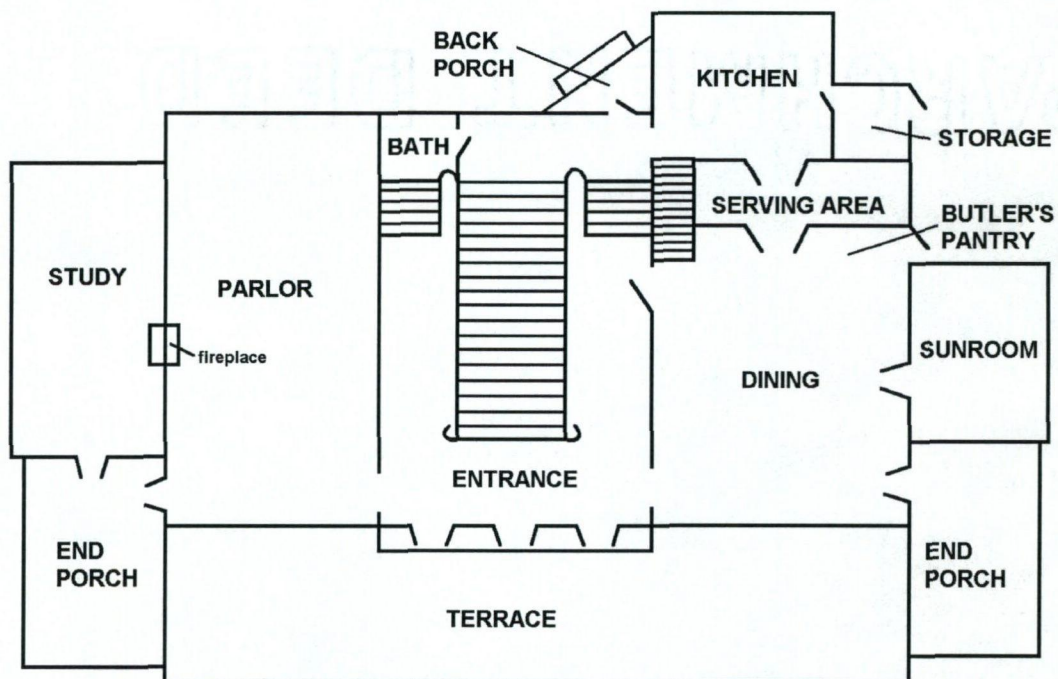 BACK
PORCH
KITCHEN
STORAGE
BATH
SERVING AREA
BUTLER'S
PANTRY
STUDY
PARLOR
fireplace
SUNROOM
DINING
ENTRANCE
END
PORCH
END
PORCH
TERRACE